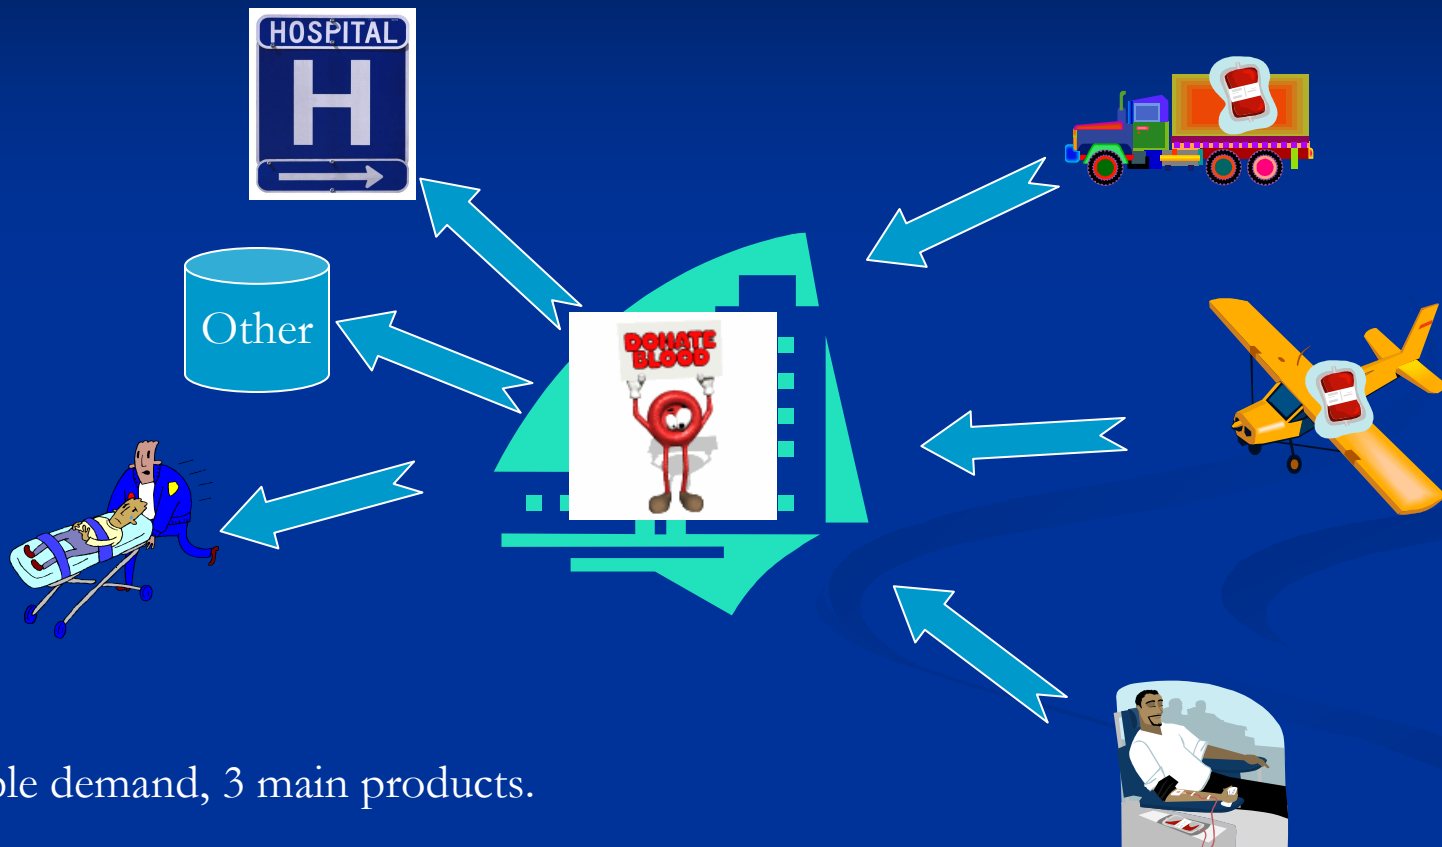 HOSPITAL
H
DONATE
BLOOD
Other
ble demand, 3 main products.